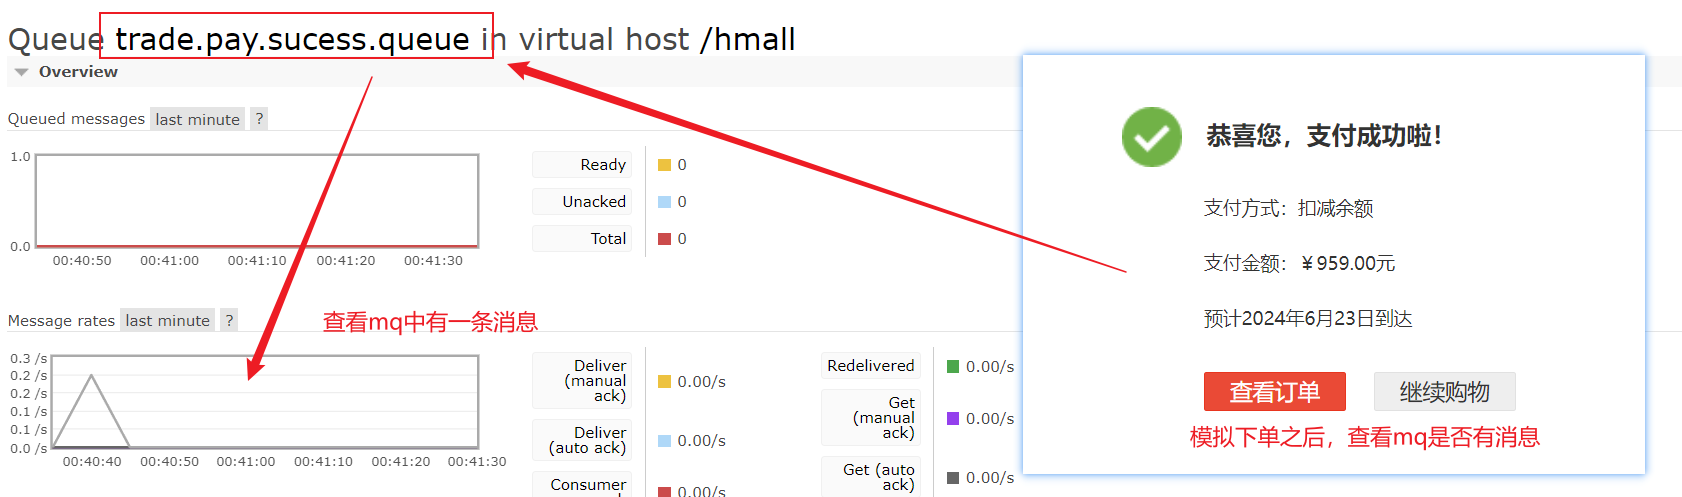 Queue trade.pay.sucess.queue in virtual host /hmall
Overview
Queued messages last minute ?
1.0
0.0
00:40:50 00:41:00 00:41:10 00:41:20 00:41:30
Ready 0
Unacked 0
Total 0
Message rates last minute ?
查看mq中有一条消息
0.3 /s
0.2 /s
0.2 /s
0.1 /s
0.1 /s
0.0 /s
00:40:40 00:40:50 00:41:00 00:41:10 00:41:20 00:41:30
Deliver
(manual
ack)
0.00/s
Deliver
(auto ack)
0.00/s
Consumer
0.00/s
Redelivered 0.00/s
Get
(manual
ack)
0.00/s
Get (auto
ack)
0.00/s
恭喜您，支付成功啦！
支付方式：扣减余额
支付金额：￥959.00元
预计2024年6月23日到达
查看订单 继续购物
模拟下单之后，查看mq是否有消息